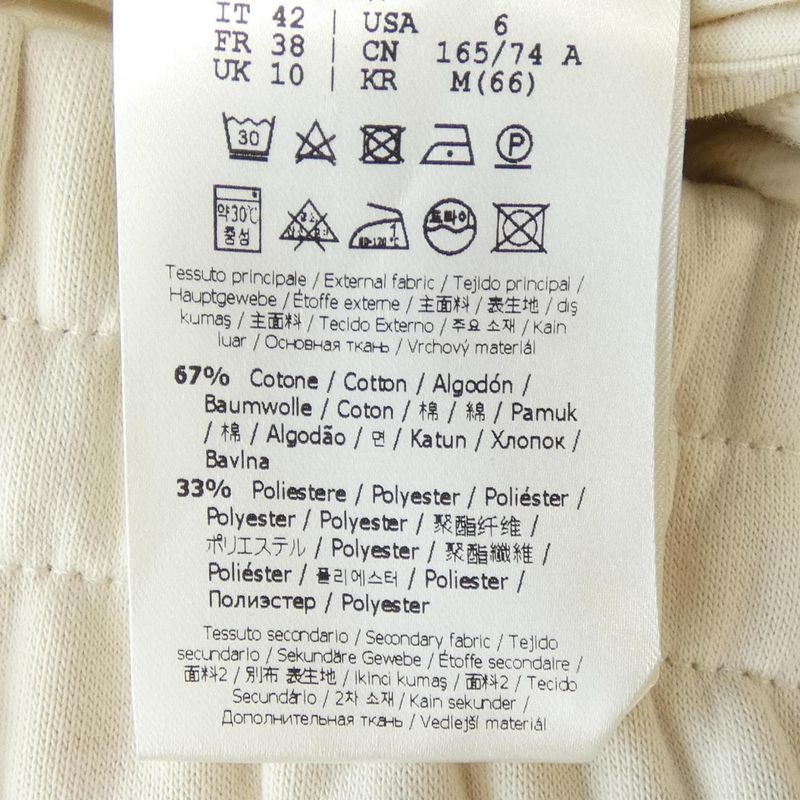 IT 42 | USA 6
FR 38 | CN 165/74 A
UK 10 | KR M(66)
30 P
약30℃ 중성 80-120℃ 드라이
Tessuto principale / External fabric / Tejido principal /
Hauptgewebe / Étoffe externe / 主面料 / 表生地 / dış
kumaş / 主面料 / Tecido Externo / 주요 소재 / Kain
luar / Основная ткань / Vrchový materiál
67% Cotone / Cotton / Algodón /
Baumwolle / Coton / 棉 / 綿 / Pamuk
/ 棉 / Algodão / 면 / Katun / Хлопок /
Bavlna
33% Poliestere / Polyester / Poliéster /
Polyester / Polyester / 聚酯纤维 /
ポリエステル / Polyester / 聚酯纖維 /
Poliéster / 폴리에스터 / Poliester /
Полиэстер / Polyester
Tessuto secondario / Secondary fabric / Tejido
secundario / Sekundäre Gewebe / Étoffe secondaire /
面料2 / 別布 表生地 / ikinci kumaş / 面料2 / Tecido
Secundário / 2차 소재 / Kain sekunder /
Дополнительная ткань / Vedlejší materiál